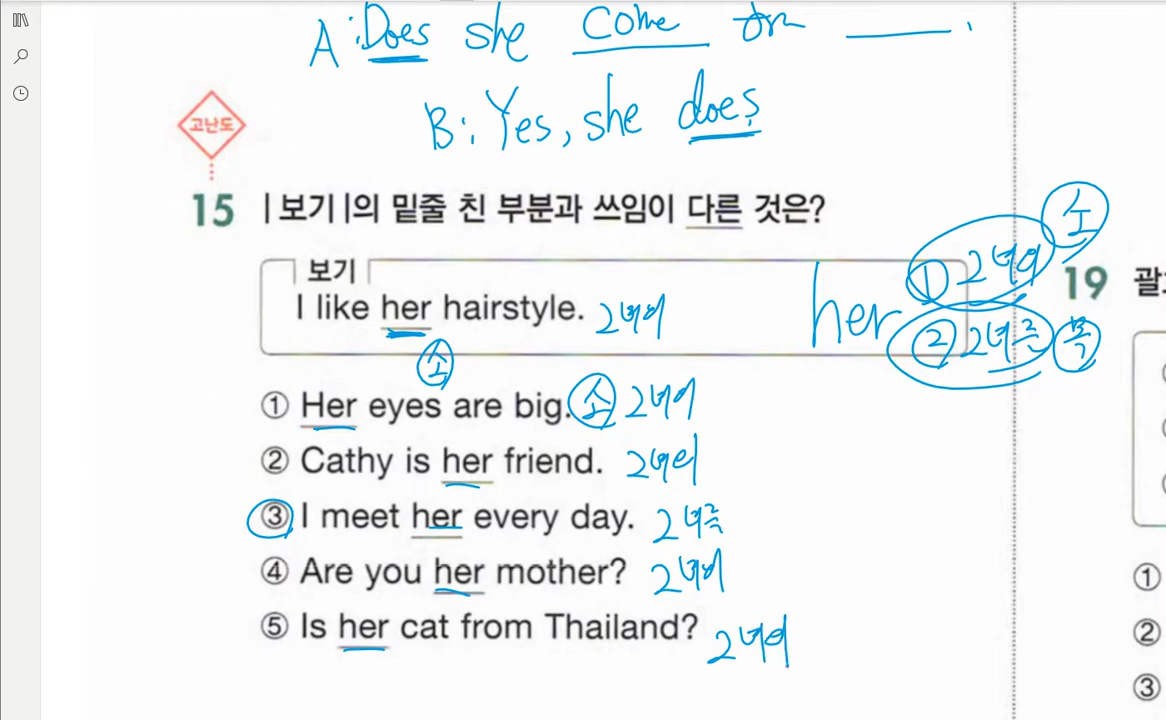 A : Does she come on ____.
B : Yes, she does
고난도
15 |보기|의 밑줄 친 부분과 쓰임이 다른 것은?
보기
I like her hairstyle. 그녀의
소
her ① 그녀의 소
② 그녀를 목
① Her eyes are big. 소 그녀의
② Cathy is her friend. 그녀의
③ I meet her every day. 그녀를
④ Are you her mother? 그녀의
⑤ Is her cat from Thailand? 그녀의
19
①
②
③